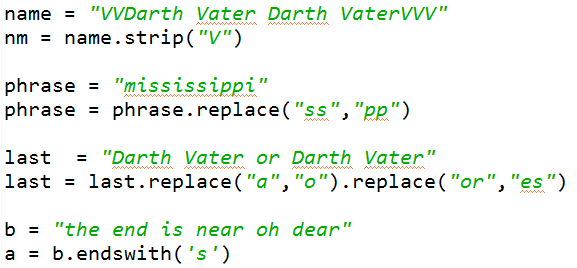 name = "VVDarth Vater Darth VaterVVV"
nm = name.strip("V")
phrase = "mississippi"
phrase = phrase.replace("ss","pp")
last  = "Darth Vater or Darth Vater"
last = last.replace("a","o").replace("or","es")
b = "the end is near oh dear"
a = b.endswith('s')